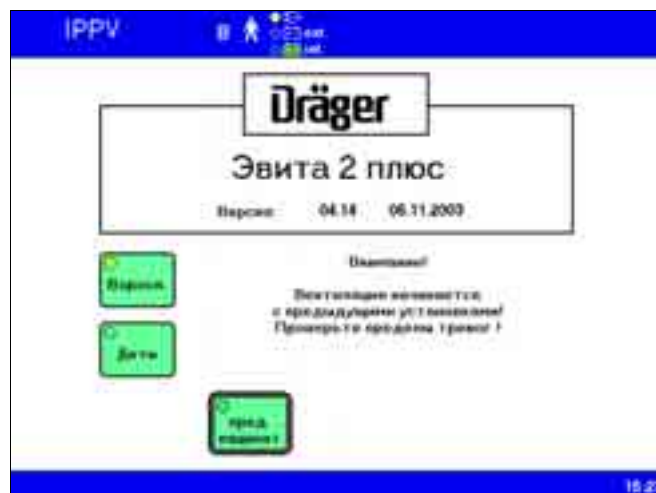 IPPV
Dräger
Эвита 2 плюс
Версия 04.14 06.11.2003
Внимание!
Вентиляция начинается
с предыдущими установками!
Проверьте пределы тревог!
Взросл.
Дети
пред.
пациент